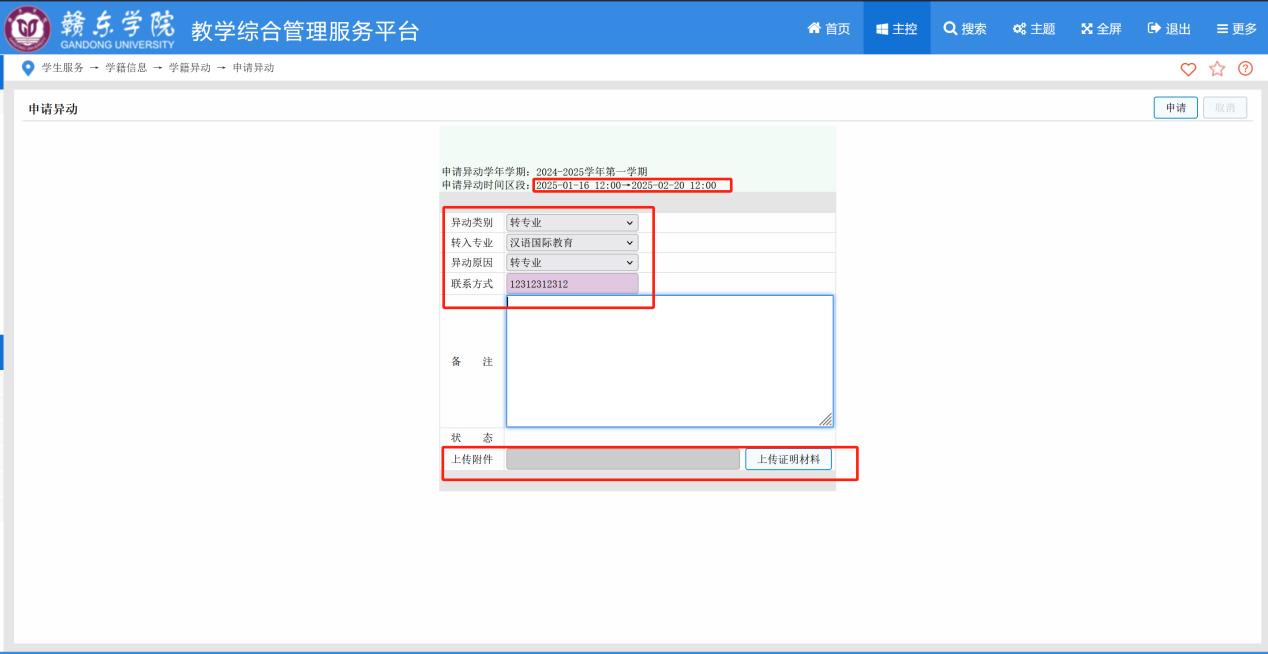 赣东学院
GANDONG UNIVERSITY
教学综合管理服务平台
首页 主控 搜索 主题 全屏 退出 更多
学生服务 → 学籍信息 → 学籍异动 → 申请异动
申请异动
申请 取消
申请异动学年学期: 2024-2025学年第一学期
申请异动时间区段: 2025-01-16 12:00→2025-02-20 12:00
异动类别 转专业
转入专业 汉语国际教育
异动原因 转专业
联系方式 12312312312
备 注
状 态
上传附件 上传证明材料